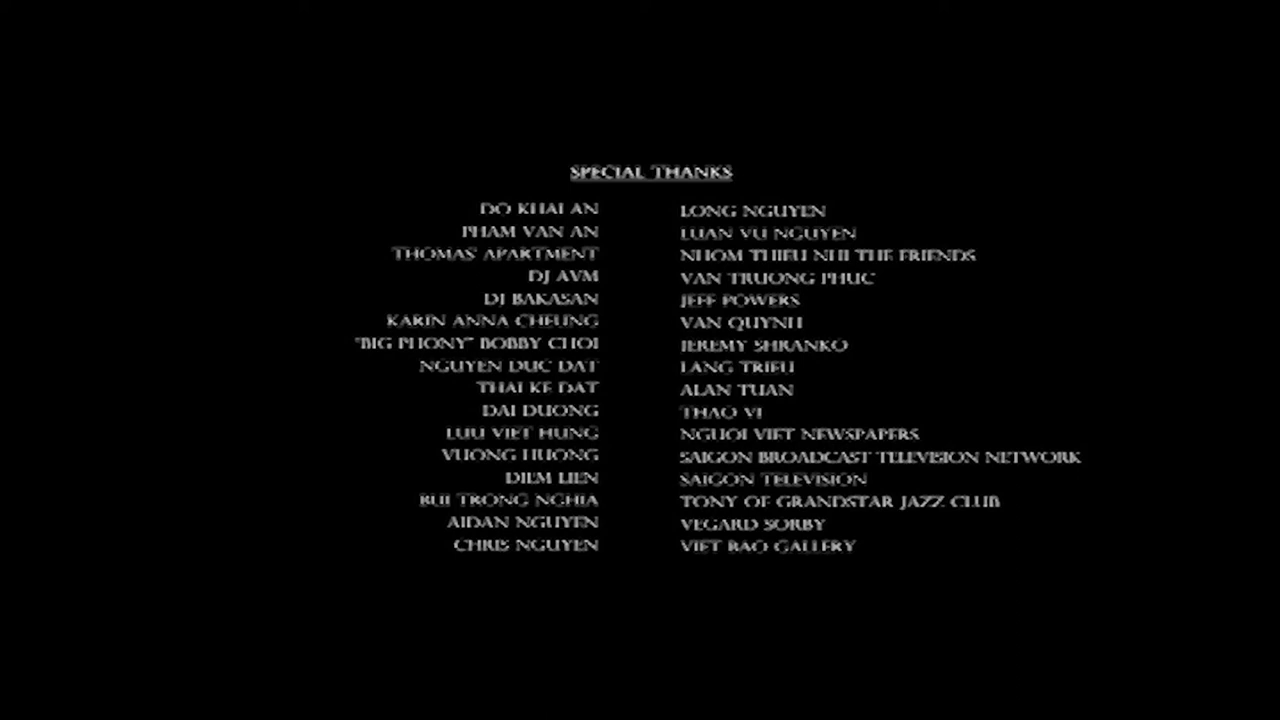 SPECIAL THANKS
DO KHAI AN
PHAM VAN AN
THOMAS' APARTMENT
DJ AVM
DJ BAKASAN
KARIN ANNA CHEUNG
"BIG PHONY" BOBBY CHOI
NGUYEN DUC DAT
THAI KE DAT
DAI DUONG
LUU VIET HUNG
VUONG HUONG
DIEM LIEN
BUI TRONG NGHIA
AIDAN NGUYEN
CHRIS NGUYEN
LONG NGUYEN
LUAN VU NGUYEN
NHOM THIEU NHI THE FRIENDS
VAN TRUONG PHUC
JEFF POWERS
VAN QUYNH
JEREMY SHRANKO
LANG TRIEU
ALAN TUAN
THAO VI
NGUOI VIET NEWSPAPERS
SAIGON BROADCAST TELEVISION NETWORK
SAIGON TELEVISION
TONY OF GRANDSTAR JAZZ CLUB
VEGARD SORBY
VIET BAO GALLERY